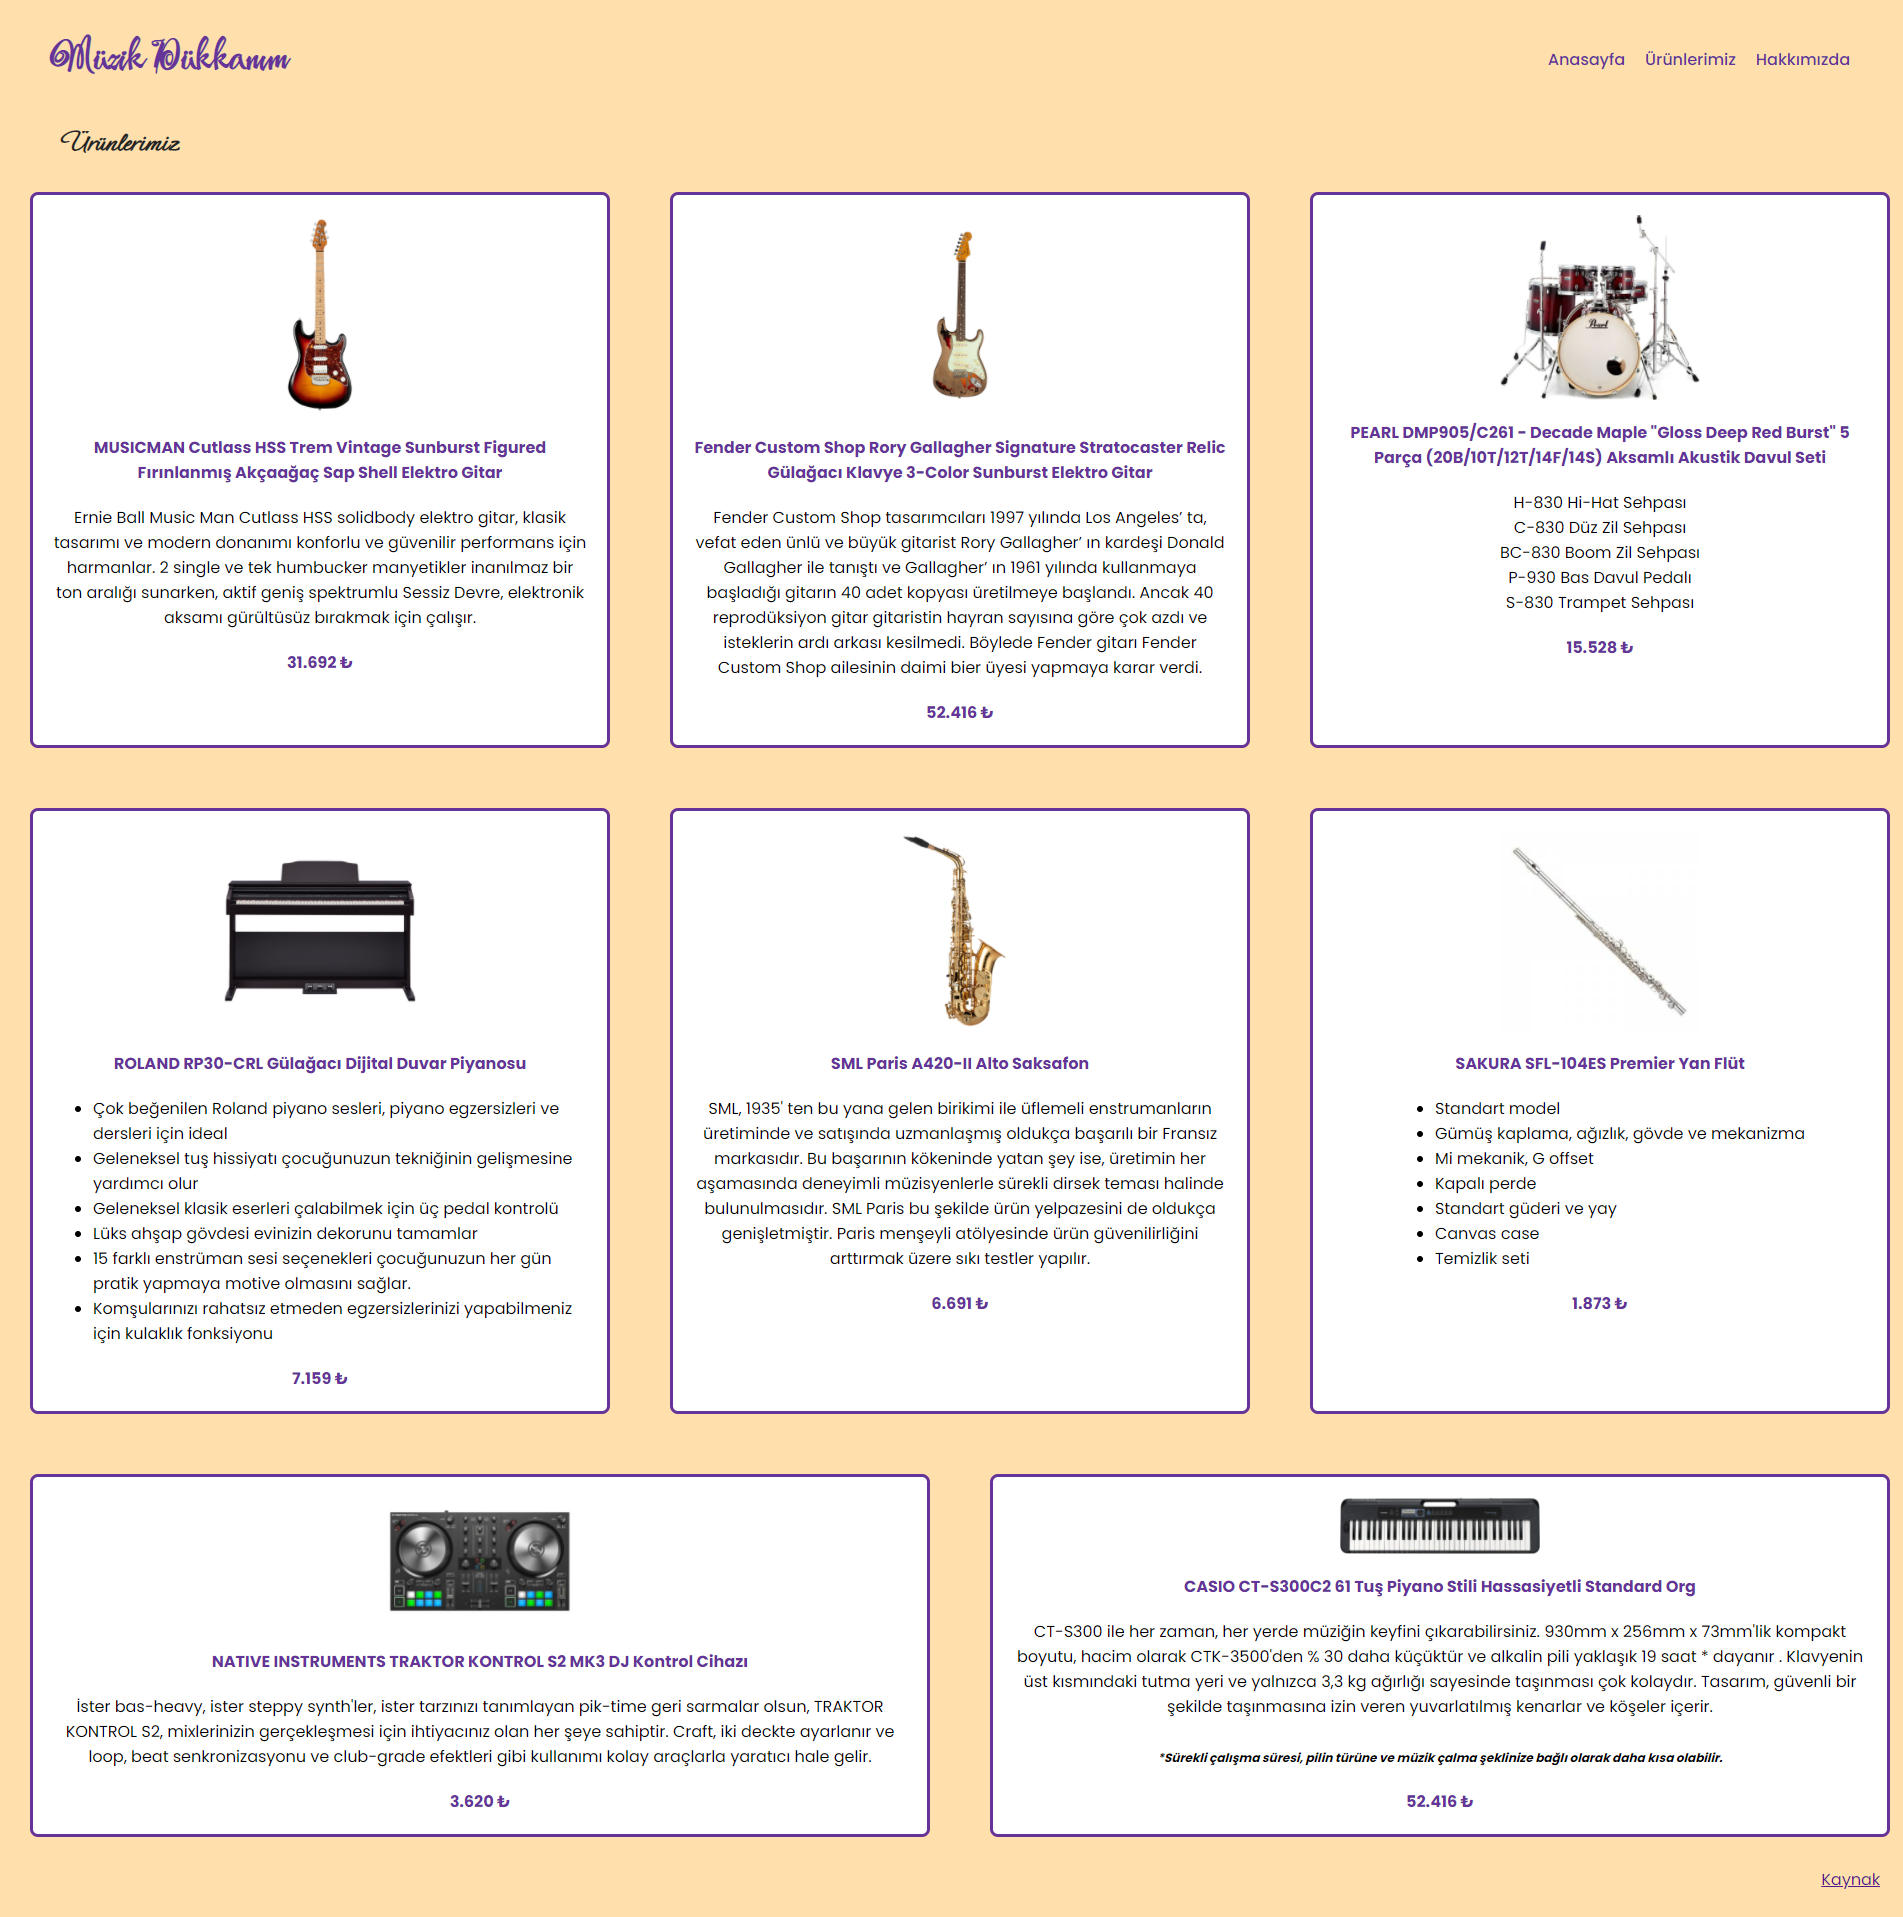 Müzik Dükkanım
Anasayfa Ürünlerimiz Hakkımızda
Ürünlerimiz
MUSICMAN Cutlass HSS Trem Vintage Sunburst Figured
Fırınlanmış Akçaağaç Sap Shell Elektro Gitar
Ernie Ball Music Man Cutlass HSS solidbody elektro gitar, klasik
tasarımı ve modern donanımı konforlu ve güvenilir performans için
harmanlar. 2 single ve tek humbucker manyetikler inanılmaz bir
ton aralığı sunarken, aktif geniş spektrumlu Sessiz Devre, elektronik
aksamı gürültüsüz bırakmak için çalışır.
31.692 ₺
Fender Custom Shop Rory Gallagher Signature Stratocaster Relic
Gülağacı Klavye 3-Color Sunburst Elektro Gitar
Fender Custom Shop tasarımcıları 1997 yılında Los Angeles’ ta,
vefat eden ünlü ve büyük gitarist Rory Gallagher’ ın kardeşi Donald
Gallagher ile tanıştı ve Gallagher’ ın 1961 yılında kullanmaya
başladığı gitarın 40 adet kopyası üretilmeye başlandı. Ancak 40
reprodüksiyon gitar gitaristin hayran sayısına göre çok azdı ve
isteklerin ardı arkası kesilmedi. Böylede Fender gitarı Fender
Custom Shop ailesinin daimi bier üyesi yapmaya karar verdi.
52.416 ₺
Pearl
PEARL DMP905/C261 - Decade Maple "Gloss Deep Red Burst" 5
Parça (20B/10T/12T/14F/14S) Aksamlı Akustik Davul Seti
H-830 Hi-Hat Sehpası
C-830 Düz Zil Sehpası
BC-830 Boom Zil Sehpası
P-930 Bas Davul Pedalı
S-830 Trampet Sehpası
15.528 ₺
ROLAND RP30-CRL Gülağacı Dijital Duvar Piyanosu
Çok beğenilen Roland piyano sesleri, piyano egzersizleri ve
dersleri için ideal
Geleneksel tuş hissiyatı çocuğunuzun tekniğinin gelişmesine
yardımcı olur
Geleneksel klasik eserleri çalabilmek için üç pedal kontrolü
Lüks ahşap gövdesi evinizin dekorunu tamamlar
15 farklı enstrüman sesi seçenekleri çocuğunuzun her gün
pratik yapmaya motive olmasını sağlar.
Komşularınızı rahatsız etmeden egzersizlerinizi yapabilmeniz
için kulaklık fonksiyonu
7.159 ₺
SML Paris A420-II Alto Saksafon
SML, 1935' ten bu yana gelen birikimi ile üflemeli enstrumanların
üretiminde ve satışında uzmanlaşmış oldukça başarılı bir Fransız
markasıdır. Bu başarının kökeninde yatan şey ise, üretimin her
aşamasında deneyimli müzisyenlerle sürekli dirsek teması halinde
bulunulmasıdır. SML Paris bu şekilde ürün yelpazesini de oldukça
genişletmiştir. Paris menşeyli atölyesinde ürün güvenilirliğini
arttırmak üzere sıkı testler yapılır.
6.691 ₺
SAKURA SFL-104ES Premier Yan Flüt
Standart model
Gümüş kaplama, ağızlık, gövde ve mekanizma
Mi mekanik, G offset
Kapalı perde
Standart güderi ve yay
Canvas case
Temizlik seti
1.873 ₺
NATIVE INSTRUMENTS TRAKTOR KONTROL S2 MK3 DJ Kontrol Cihazı
İster bas-heavy, ister steppy synth'ler, ister tarzınızı tanımlayan pik-time geri sarmalar olsun, TRAKTOR
KONTROL S2, mixlerinizin gerçekleşmesi için ihtiyacınız olan her şeye sahiptir. Craft, iki deckte ayarlanır ve
loop, beat senkronizasyonu ve club-grade efektleri gibi kullanımı kolay araçlarla yaratıcı hale gelir.
3.620 ₺
CASIO CT-S300C2 61 Tuş Piyano Stili Hassasiyetli Standard Org
CT-S300 ile her zaman, her yerde müziğin keyfini çıkarabilirsiniz. 930mm x 256mm x 73mm'lik kompakt
boyutu, hacim olarak CTK-3500'den % 30 daha küçüktür ve alkalin pili yaklaşık 19 saat * dayanır . Klavyenin
üst kısmındaki tutma yeri ve yalnızca 3,3 kg ağırlığı sayesinde taşınması çok kolaydır. Tasarım, güvenli bir
şekilde taşınmasına izin veren yuvarlatılmış kenarlar ve köşeler içerir.
*Sürekli çalışma süresi, pilin türüne ve müzik çalma şeklinize bağlı olarak daha kısa olabilir.
52.416 ₺
Kaynak